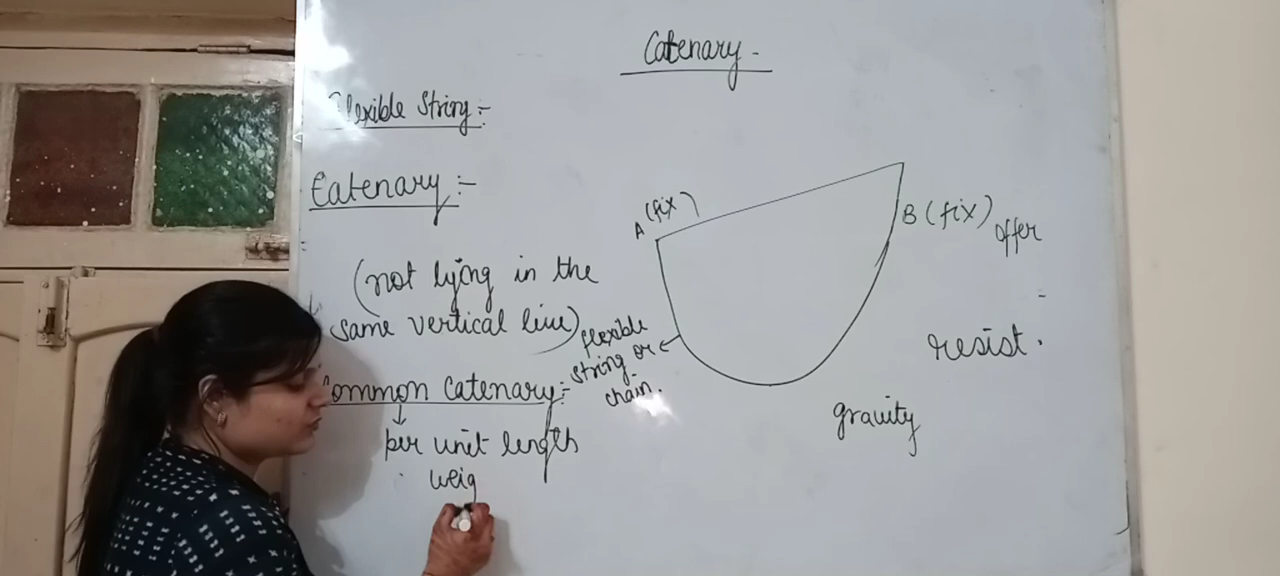 Catenary -
Flexible String :-
Catenary :-
(not lying in the
same vertical line)
Common Catenary :-
per unit length
weig
A (fix)
B (fix)
offer
flexible
string or
chain.
resist.
gravity